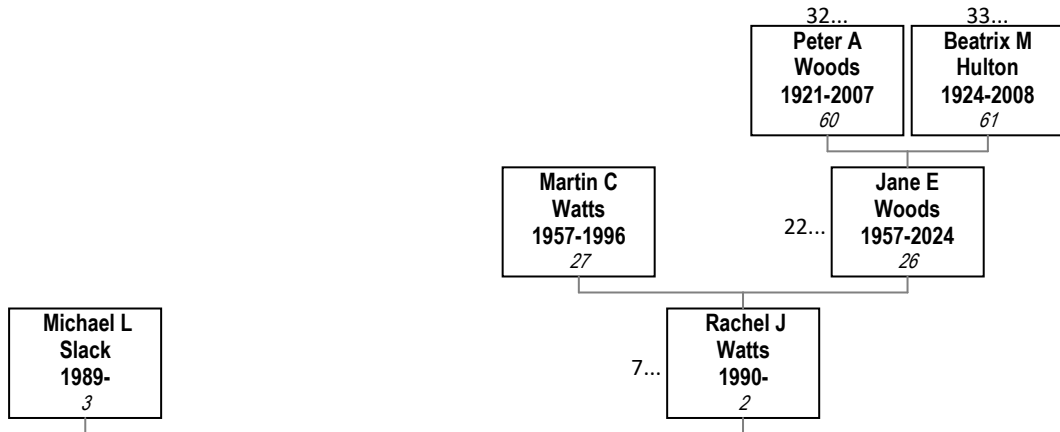 32...
33...
Peter A
Woods
1921-2007
60
Beatrix M
Hulton
1924-2008
61
Martin C
Watts
1957-1996
27
22...
Jane E
Woods
1957-2024
26
Michael L
Slack
1989-
3
7...
Rachel J
Watts
1990-
2